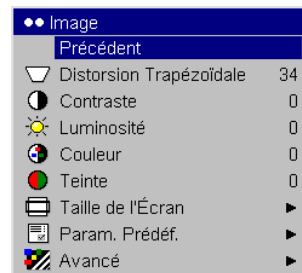 Image
Précédent
Distorsion Trapézoïdale 34
Contraste 0
Luminosité 0
Couleur 0
Teinte 0
Taille de l'Écran
Param. Prédéf.
Avancé